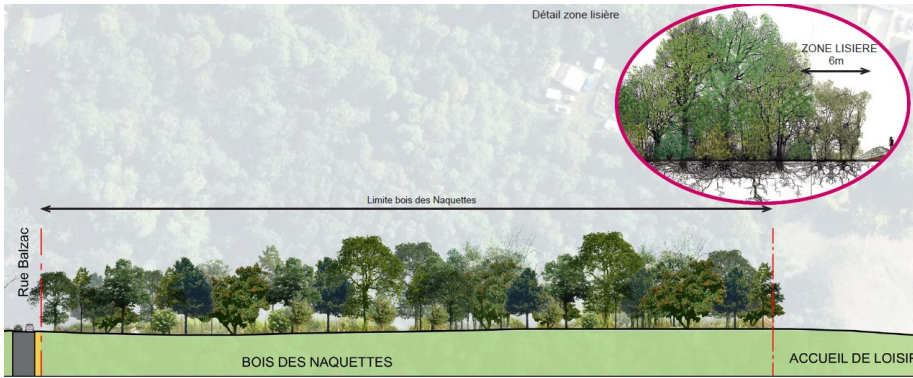 Détail zone lisière
ZONE LISIERE
6m
Limite bois des Naquettes
Rue Balzac
BOIS DES NAQUETTES
ACCUEIL DE LOISIR